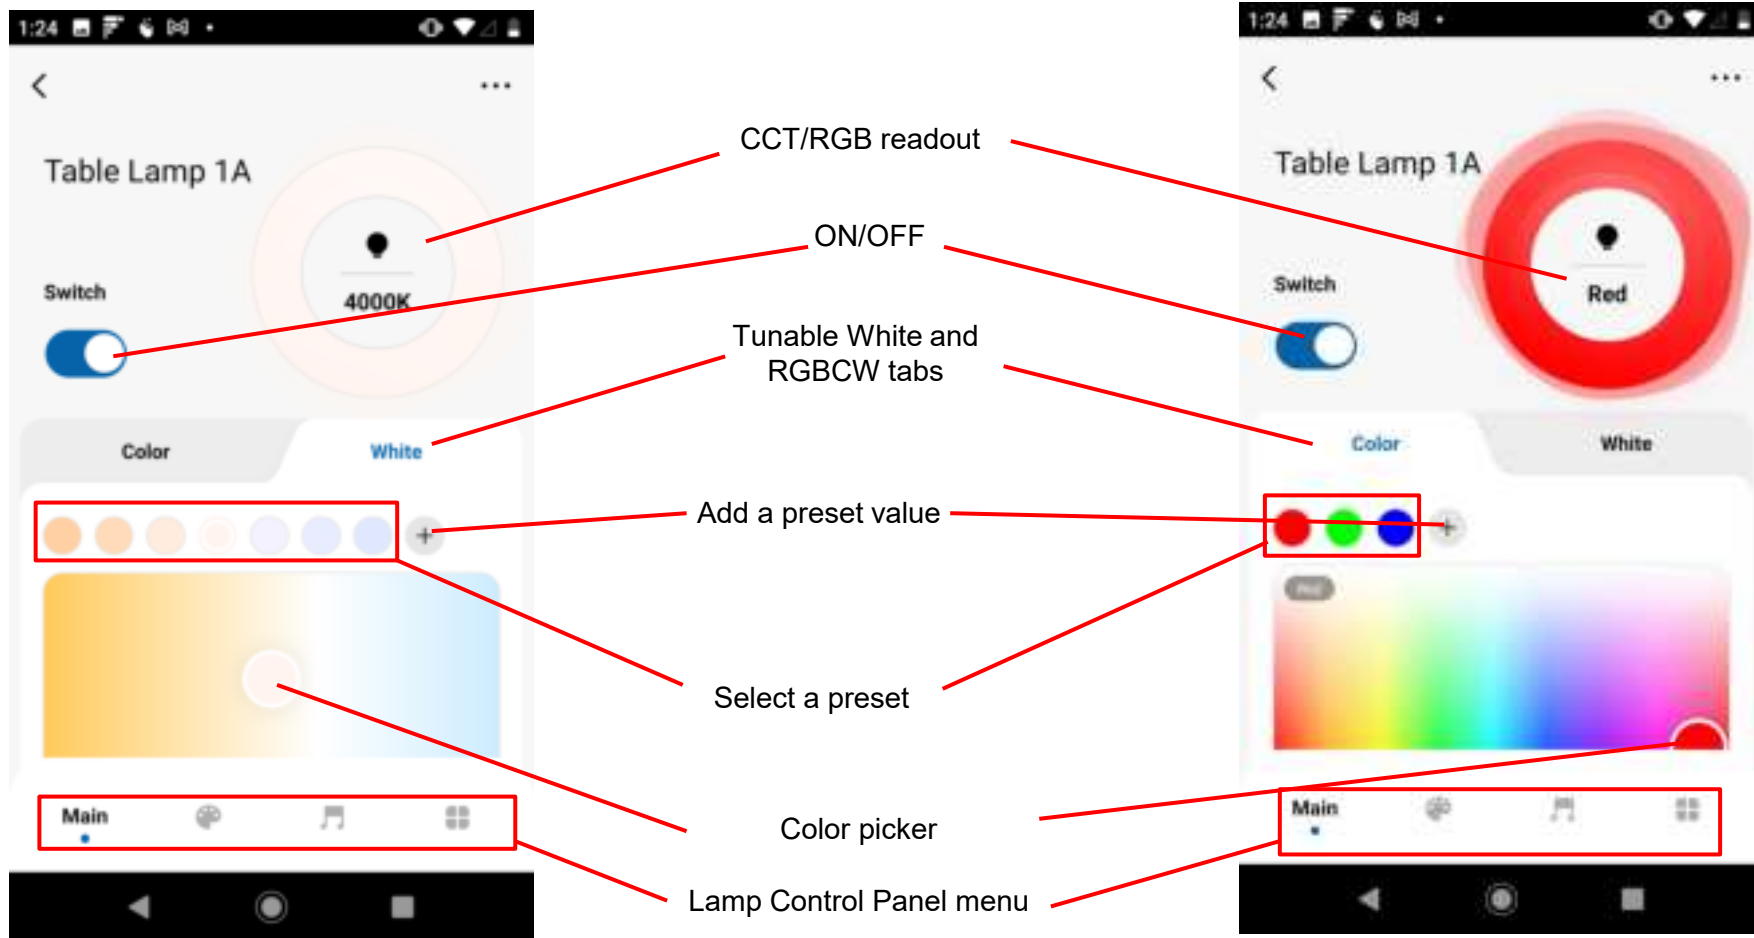 1:24
Table Lamp 1A
4000K
Switch
Color
White
Main
CCT/RGB readout
ON/OFF
Tunable White and
RGBCW tabs
Add a preset value
Select a preset
Color picker
Lamp Control Panel menu
1:24
Table Lamp 1A
Red
Switch
Color
White
Main